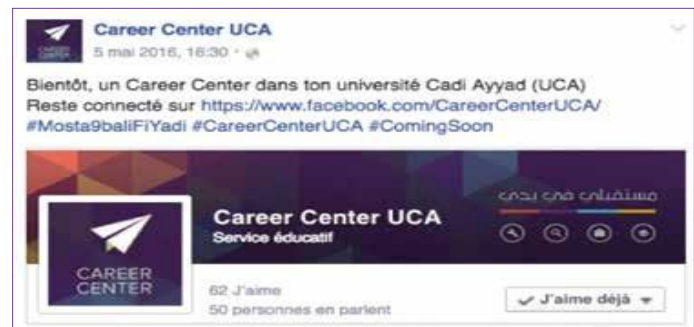 Career Center UCA
5 mai 2016, 16:30
Bientôt, un Career Center dans ton université Cadi Ayyad (UCA)
Reste connecté sur https://www.facebook.com/CareerCenterUCA/
#Mosta9baliFiYadi #CareerCenterUCA #ComingSoon
Career Center UCA
Service éducatif
مستقبلي في يدي
CAREER
CENTER
62 J'aime
50 personnes en parlent
J'aime déjà